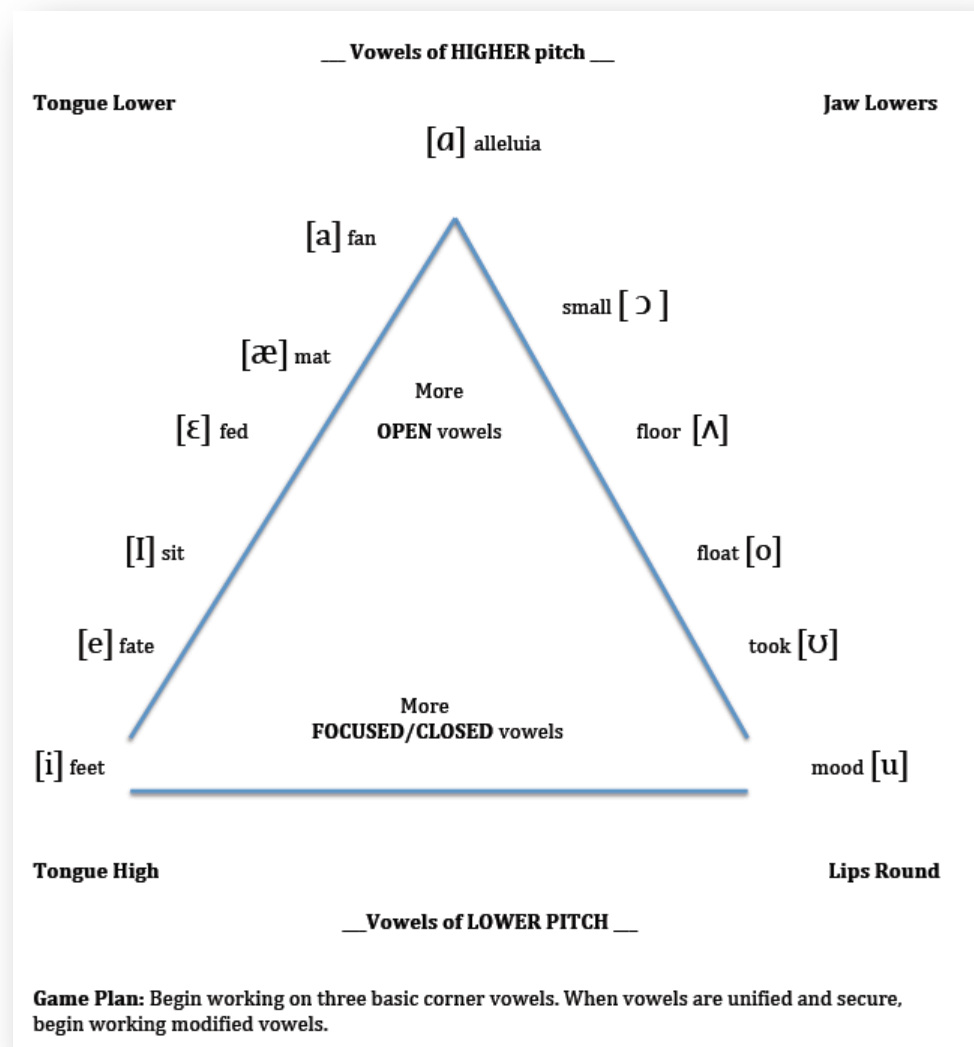 ___ Vowels of HIGHER pitch ___
Tongue Lower
Jaw Lowers
[ɑ] alleluia
[a] fan
small [ ɔ ]
[æ] mat
More
OPEN vowels
[ɛ] fed
floor [ʌ]
[I] sit
float [o]
[e] fate
took [ʊ]
More
FOCUSED/CLOSED vowels
[i] feet
mood [u]
Tongue High
Lips Round
___Vowels of LOWER PITCH ___
Game Plan: Begin working on three basic corner vowels. When vowels are unified and secure,
begin working modified vowels.